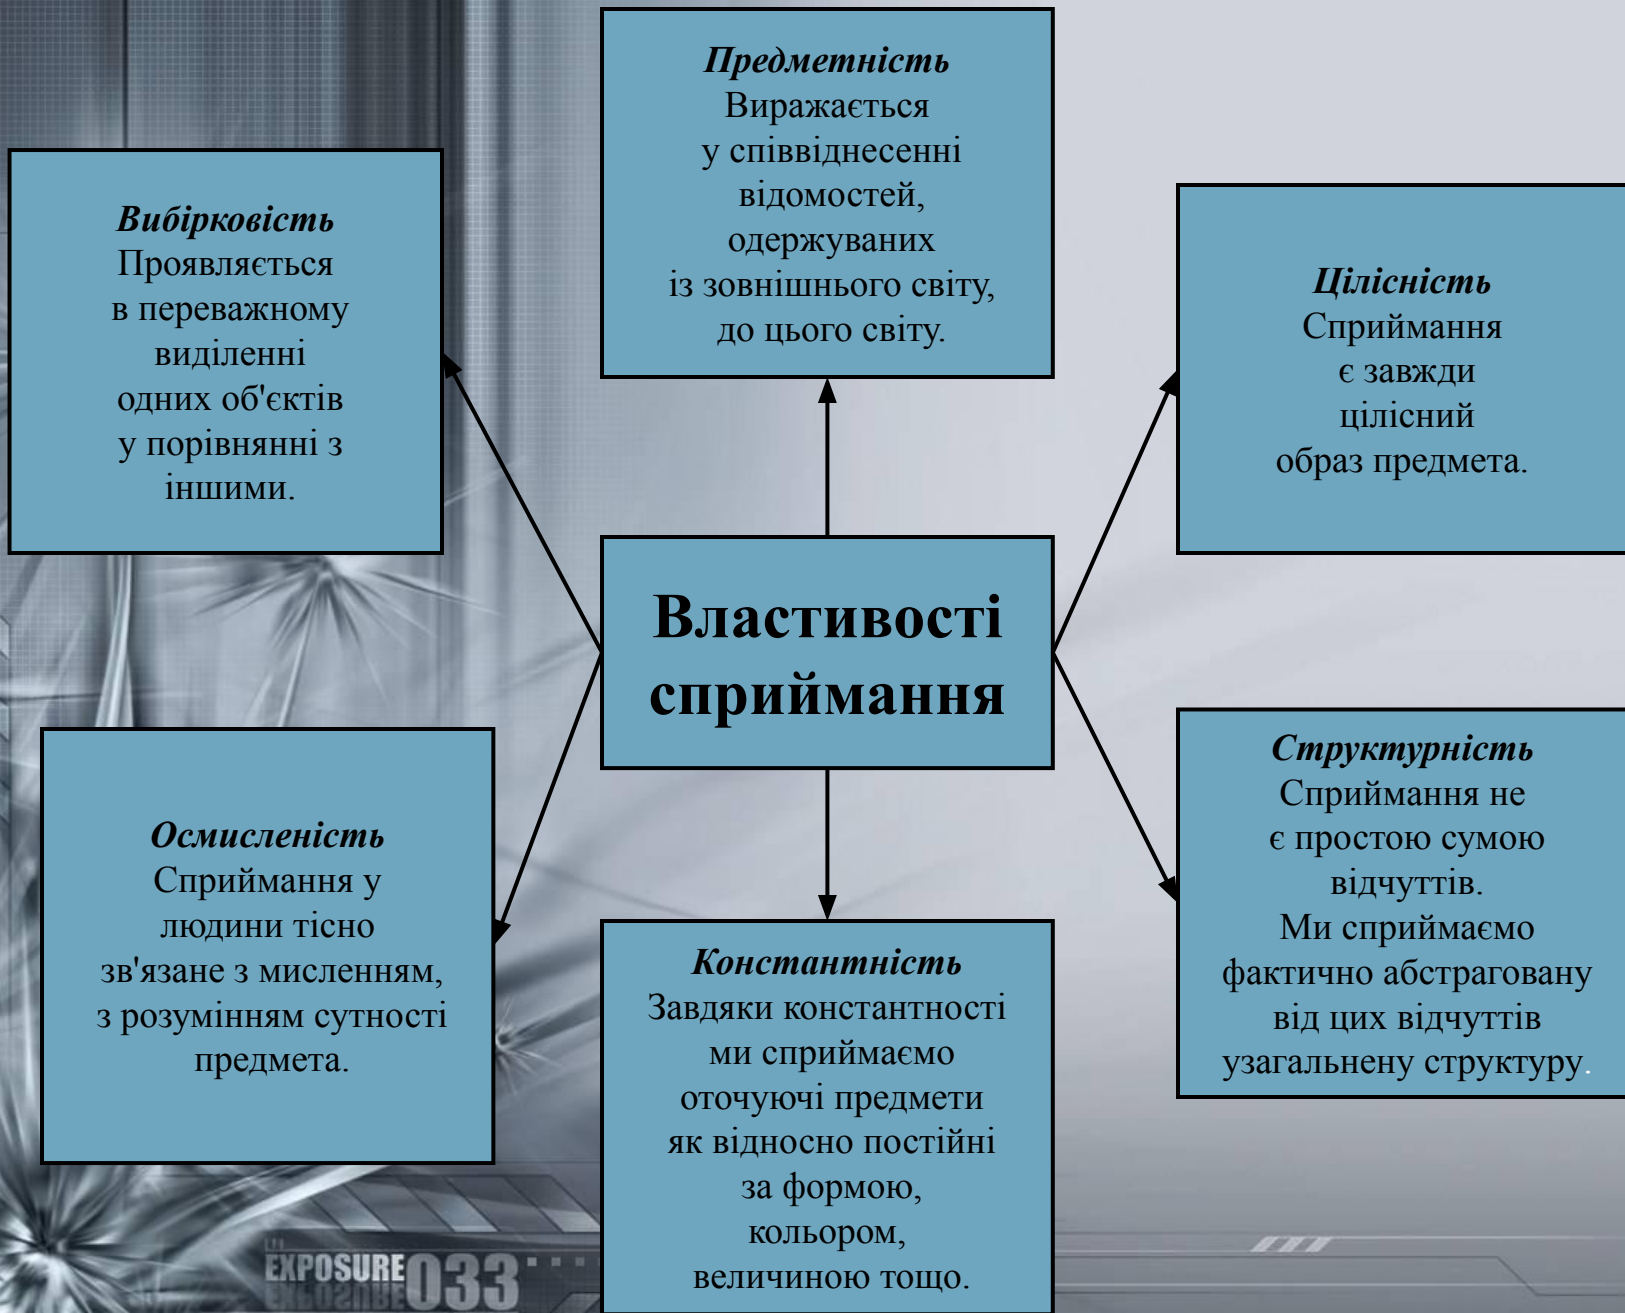 Предметність
Виражається
у співвіднесенні
відомостей,
одержуваних
із зовнішнього світу,
до цього світу.
Вибірковість
Проявляється
в переважному
виділенні
одних об'єктів
у порівнянні з
іншими.
Цілісність
Сприймання
є завжди
цілісний
образ предмета.
Властивості
сприймання
Осмисленість
Сприймання у
людини тісно
зв'язане з мисленням,
з розумінням сутності
предмета.
Структурність
Сприймання не
є простою сумою
відчуттів.
Ми сприймаємо
фактично абстраговану
від цих відчуттів
узагальнену структуру.
Константність
Завдяки константності
ми сприймаємо
оточуючі предмети
як відносно постійні
за формою,
кольором,
величиною тощо.
EXPOSURE 033